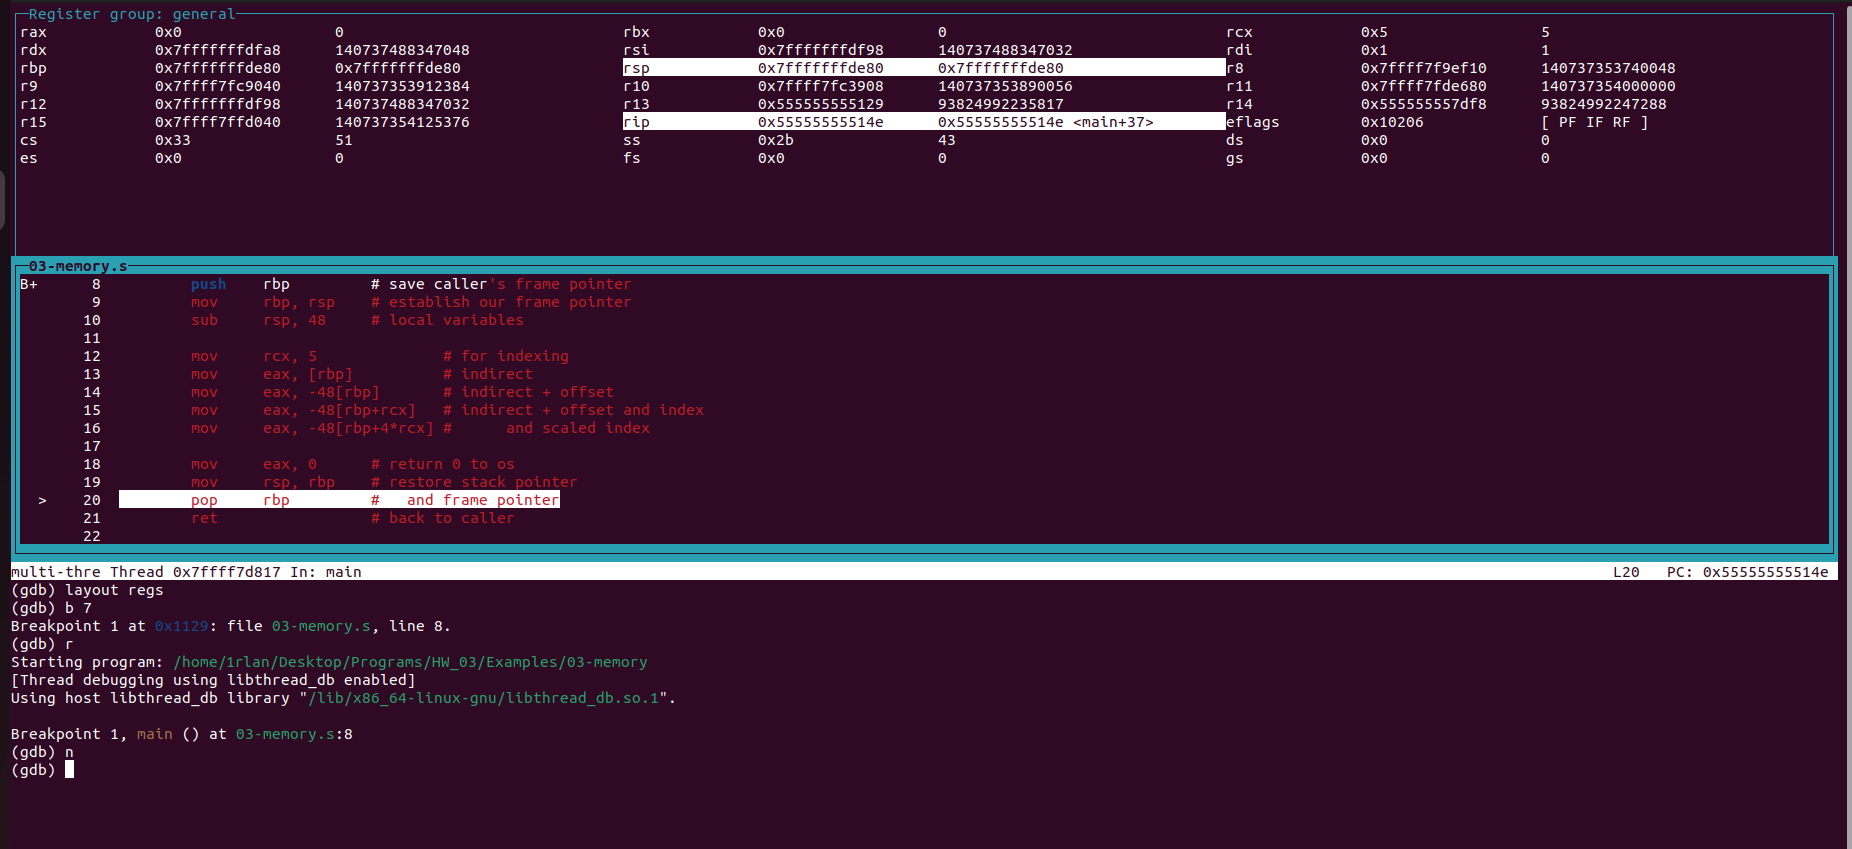 Register group: general
rax 0x0 0 rbx 0x0 0 rcx 0x5 5
rdx 0x7fffffffdfa8 140737488347048 rsi 0x7fffffffdf98 140737488347032 rdi 0x1 1
rbp 0x7fffffffde80 0x7fffffffde80 rsp 0x7fffffffde80 0x7fffffffde80 r8 0x7ffff7f9ef10 140737353740048
r9 0x7ffff7fc9040 140737353912384 r10 0x7ffff7fc3908 140737353890056 r11 0x7ffff7fde680 140737354000000
r12 0x7fffffffdf98 140737488347032 r13 0x555555555129 93824992235817 r14 0x555555557df8 93824992247288
r15 0x7ffff7ffd040 140737354125376 rip 0x55555555514e 0x55555555514e <main+37> eflags 0x10206 [ PF IF RF ]
cs 0x33 51 ss 0x2b 43 ds 0x0 0
es 0x0 0 fs 0x0 0 gs 0x0 0
03-memory.s
B+ 8 push rbp # save caller's frame pointer
9 mov rbp, rsp # establish our frame pointer
10 sub rsp, 48 # local variables
11
12 mov rcx, 5 # for indexing
13 mov eax, [rbp] # indirect
14 mov eax, -48[rbp] # indirect + offset
15 mov eax, -48[rbp+rcx] # indirect + offset and index
16 mov eax, -48[rbp+4*rcx] # and scaled index
17
18 mov eax, 0 # return 0 to os
19 mov rsp, rbp # restore stack pointer
> 20 pop rbp # and frame pointer
21 ret # back to caller
22
multi-thre Thread 0x7ffff7d817 In: main L20 PC: 0x55555555514e
(gdb) layout regs
(gdb) b 7
Breakpoint 1 at 0x1129: file 03-memory.s, line 8.
(gdb) r
Starting program: /home/1rlan/Desktop/Programs/HW_03/Examples/03-memory
[Thread debugging using libthread_db enabled]
Using host libthread_db library "/lib/x86_64-linux-gnu/libthread_db.so.1".
Breakpoint 1, main () at 03-memory.s:8
(gdb) n
(gdb)